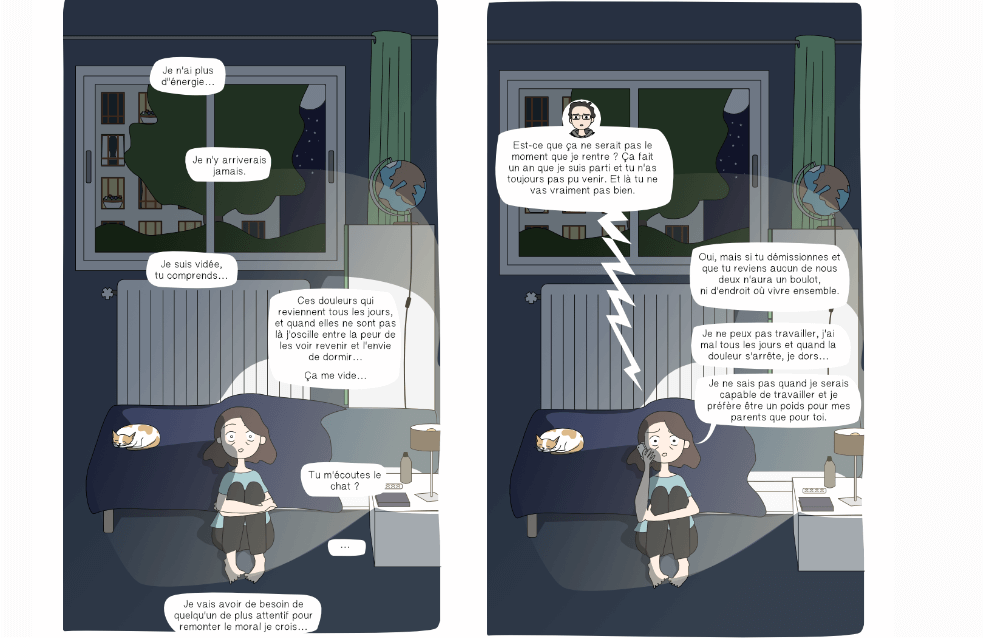 Je n'ai plus
d"énergie...
Je n'y arriverais
jamais.
Je suis vidée,
tu comprends...
Ces douleurs qui
reviennent tous les jours,
et quand elles ne sont pas
là j'oscille entre la peur de
les voir revenir et l'envie
de dormir...
Ça me vide...
Tu m'écoutes le
chat ?
...
Je vais avoir de besoin de
quelqu'un de plus attentif pour
remonter le moral je crois...
Est-ce que ça ne serait pas le
moment que je rentre ? Ça fait
un an que je suis parti et tu n'as
toujours pas pu venir. Et là tu ne
vas vraiment pas bien.
Oui, mais si tu démissionnes et
que tu reviens aucun de nous
deux n'aura un boulot,
ni d'endroit où vivre ensemble.
Je ne peux pas travailler, j'ai
mal tous les jours et quand la
douleur s'arrête, je dors...
Je ne sais pas quand je serais
capable de travailler et je
préfère être un poids pour mes
parents que pour toi.